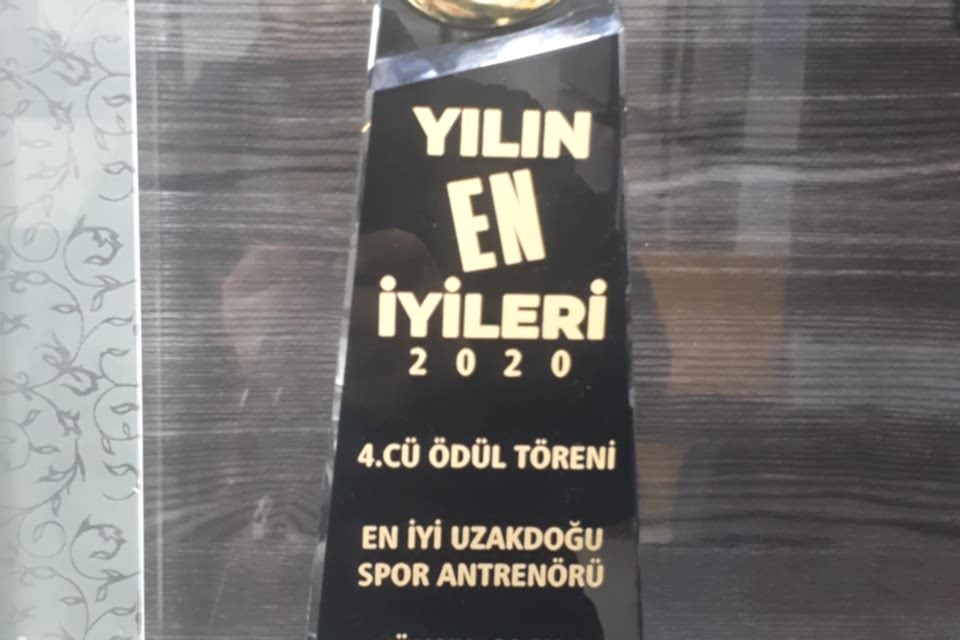 YILIN
EN
İYİLERİ
2020
4.CÜ ÖDÜL TÖRENİ
EN İYİ UZAKDOĞU
SPOR ANTRENÖRÜ